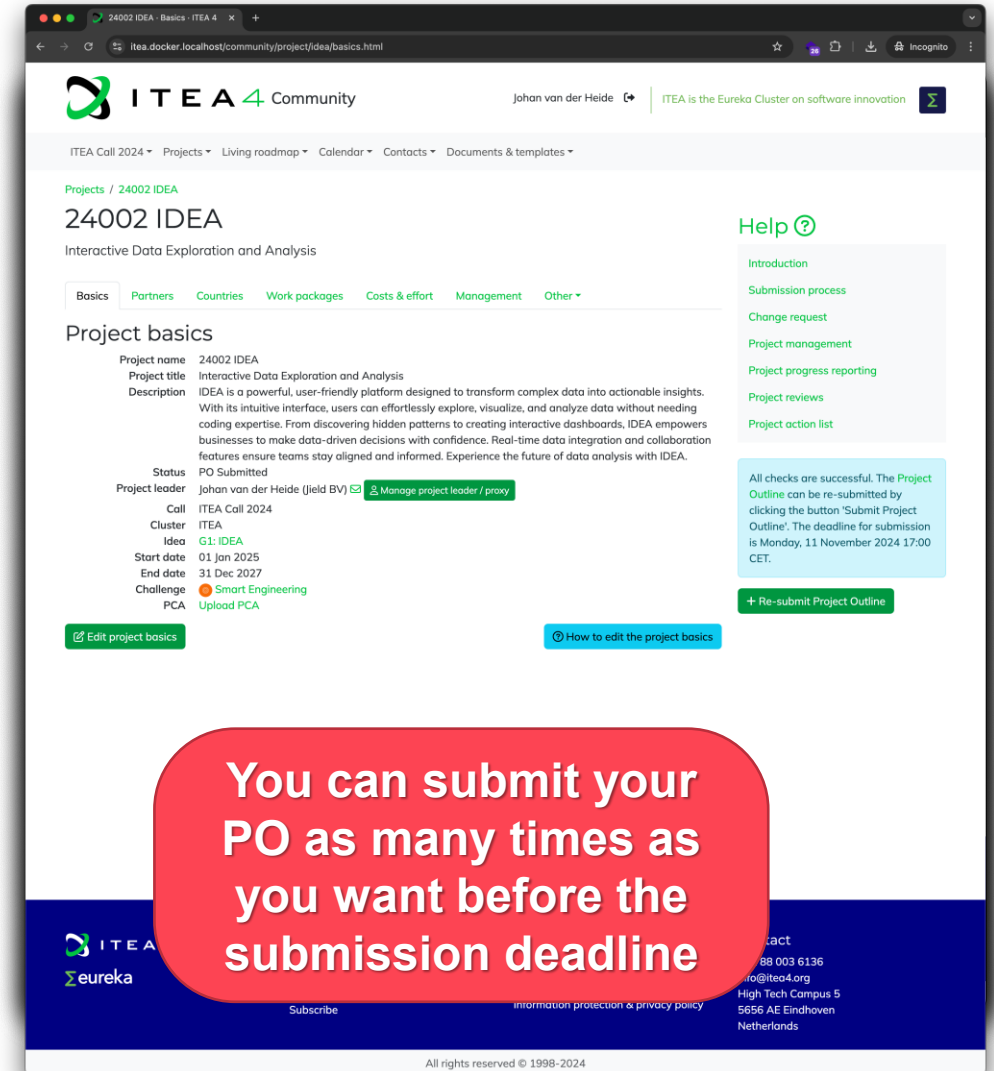 24002 IDEA - Basics - ITEA 4
itea.docker.localhost/community/project/idea/basics.html
26
Incognito
ITEA 4 Community
Johan van der Heide
ITEA is the Eureka Cluster on software innovation
Σ
ITEA Call 2024 Projects Living roadmap Calendar Contacts Documents & templates
Projects / 24002 IDEA
24002 IDEA
Interactive Data Exploration and Analysis
Basics Partners Countries Work packages Costs & effort Management Other
Project basics
Project name 24002 IDEA
Project title Interactive Data Exploration and Analysis
Description IDEA is a powerful, user-friendly platform designed to transform complex data into actionable insights.
With its intuitive interface, users can effortlessly explore, visualize, and analyze data without needing
coding expertise. From discovering hidden patterns to creating interactive dashboards, IDEA empowers
businesses to make data-driven decisions with confidence. Real-time data integration and collaboration
features ensure teams stay aligned and informed. Experience the future of data analysis with IDEA.
Status PO Submitted
Project leader Johan van der Heide (Jield BV) Manage project leader / proxy
Call ITEA Call 2024
Cluster ITEA
Idea G1: IDEA
Start date 01 Jan 2025
End date 31 Dec 2027
Challenge Smart Engineering
PCA Upload PCA
Edit project basics
How to edit the project basics
Help
Introduction
Submission process
Change request
Project management
Project progress reporting
Project reviews
Project action list
All checks are successful. The Project
Outline can be re-submitted by
clicking the button 'Submit Project
Outline'. The deadline for submission
is Monday, 11 November 2024 17:00
CET.
+ Re-submit Project Outline
You can submit your
PO as many times as
you want before the
submission deadline
ITEA
Σeureka
Subscribe
Information protection & privacy policy
88 003 6136
High Tech Campus 5
5656 AE Eindhoven
Netherlands
All rights reserved © 1998-2024